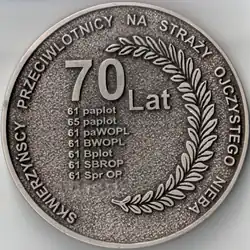 SKWIERZYŃSCY PRZECIWLOTNICY NA STRAŻY OJCZYSTEGO NIEBA
70 Lat
61 paplot
65 paplot
61 paWOPL
61 BWOPL
61 Bplot
61 SBROP
61 Spr OP